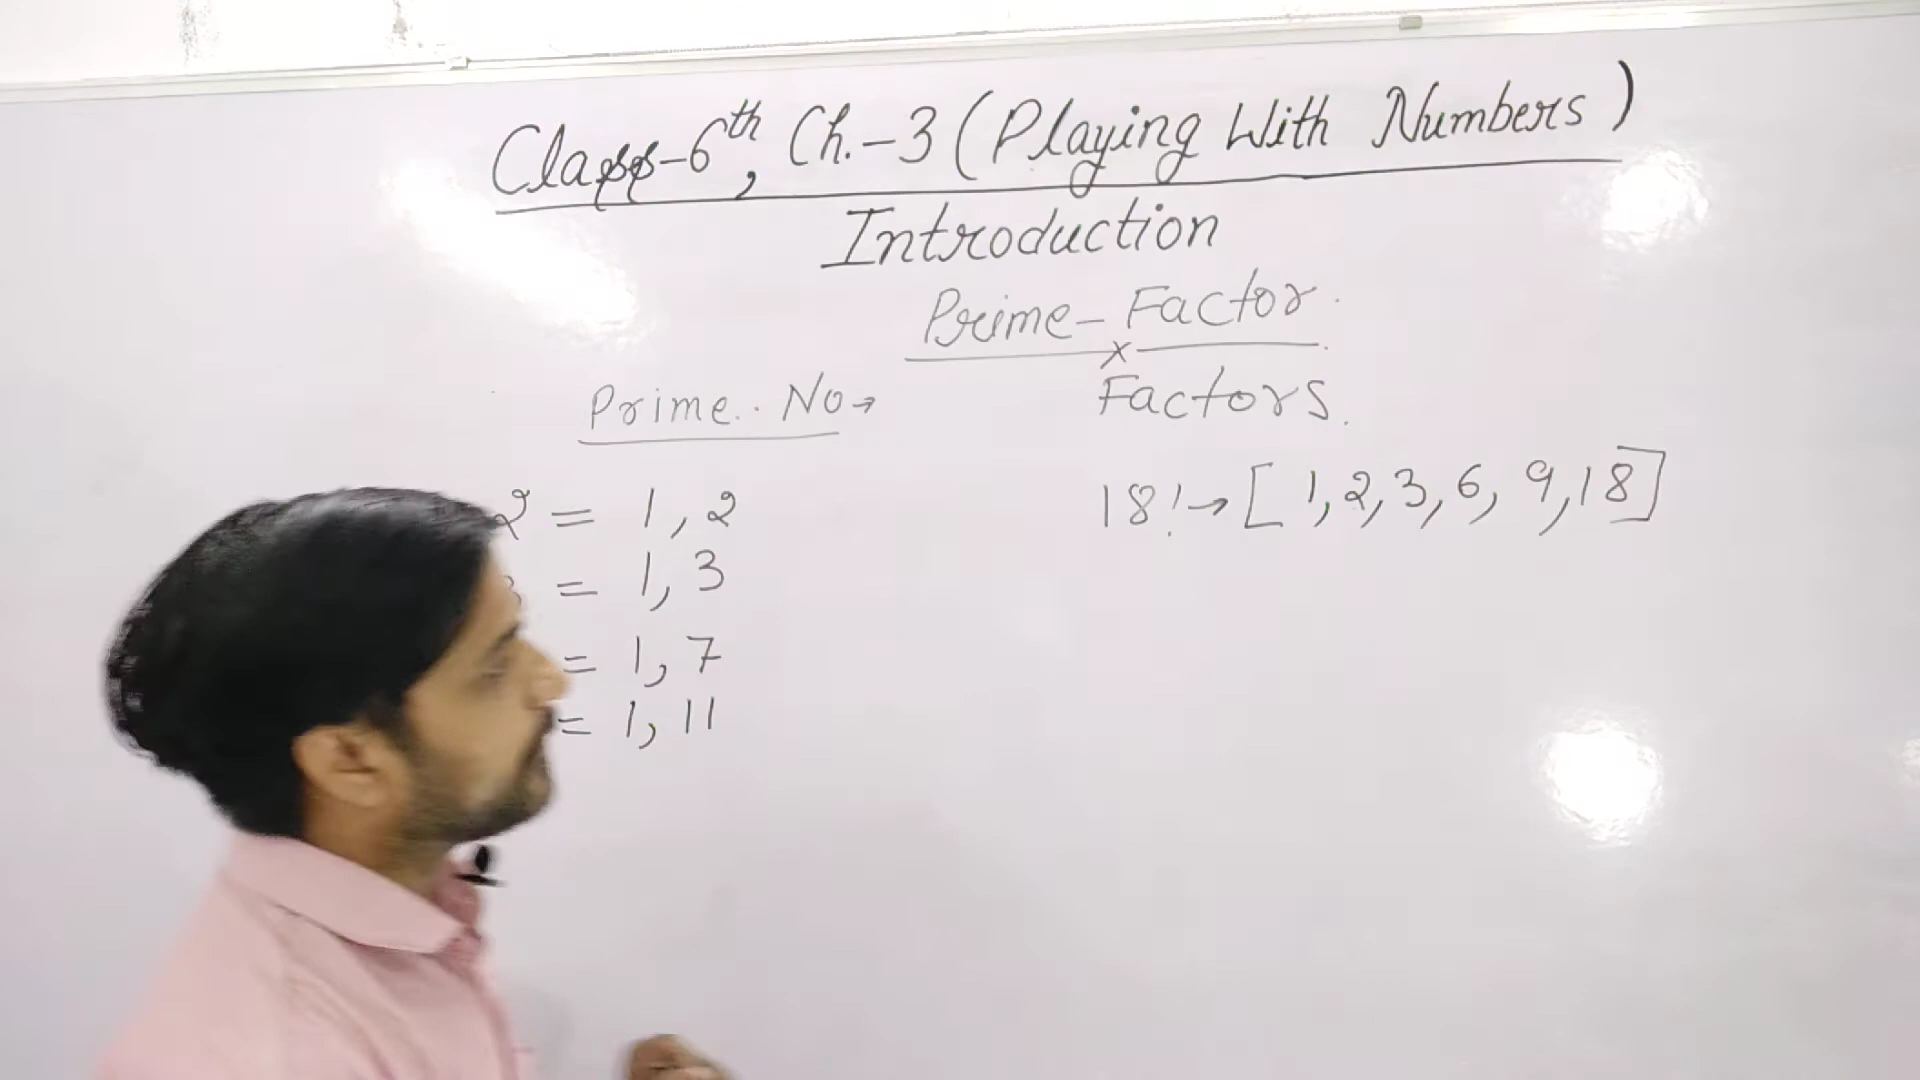 Class-6th, Ch.-3 (Playing With Numbers)
Introduction
Prime-Factor.
Prime. No→
Factors.
2 = 1, 2
18!→ [ 1, 2, 3, 6, 9, 18]
3 = 1, 3
= 1, 7
= 1, 11